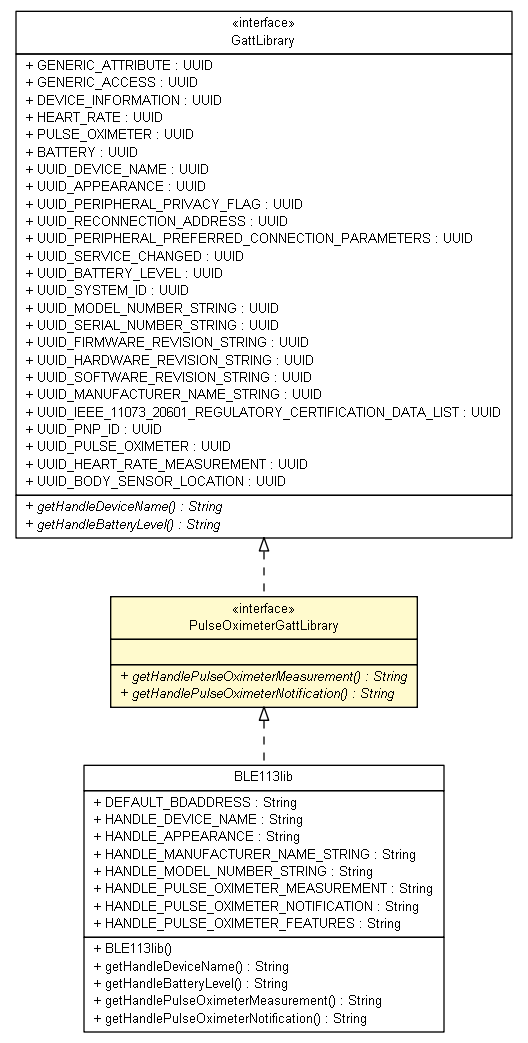 «interface»
GattLibrary
+ GENERIC_ATTRIBUTE : UUID
+ GENERIC_ACCESS : UUID
+ DEVICE_INFORMATION : UUID
+ HEART_RATE : UUID
+ PULSE_OXIMETER : UUID
+ BATTERY : UUID
+ UUID_DEVICE_NAME : UUID
+ UUID_APPEARANCE : UUID
+ UUID_PERIPHERAL_PRIVACY_FLAG : UUID
+ UUID_RECONNECTION_ADDRESS : UUID
+ UUID_PERIPHERAL_PREFERRED_CONNECTION_PARAMETERS : UUID
+ UUID_SERVICE_CHANGED : UUID
+ UUID_BATTERY_LEVEL : UUID
+ UUID_SYSTEM_ID : UUID
+ UUID_MODEL_NUMBER_STRING : UUID
+ UUID_SERIAL_NUMBER_STRING : UUID
+ UUID_FIRMWARE_REVISION_STRING : UUID
+ UUID_HARDWARE_REVISION_STRING : UUID
+ UUID_SOFTWARE_REVISION_STRING : UUID
+ UUID_MANUFACTURER_NAME_STRING : UUID
+ UUID_IEEE_11073_20601_REGULATORY_CERTIFICATION_DATA_LIST : UUID
+ UUID_PNP_ID : UUID
+ UUID_PULSE_OXIMETER : UUID
+ UUID_HEART_RATE_MEASUREMENT : UUID
+ UUID_BODY_SENSOR_LOCATION : UUID
+ getHandleDeviceName() : String
+ getHandleBatteryLevel() : String
«interface»
PulseOximeterGattLibrary
+ getHandlePulseOximeterMeasurement() : String
+ getHandlePulseOximeterNotification() : String
BLE113lib
+ DEFAULT_BDADDRESS : String
+ HANDLE_DEVICE_NAME : String
+ HANDLE_APPEARANCE : String
+ HANDLE_MANUFACTURER_NAME_STRING : String
+ HANDLE_MODEL_NUMBER_STRING : String
+ HANDLE_PULSE_OXIMETER_MEASUREMENT : String
+ HANDLE_PULSE_OXIMETER_NOTIFICATION : String
+ HANDLE_PULSE_OXIMETER_FEATURES : String
+ BLE113lib()
+ getHandleDeviceName() : String
+ getHandleBatteryLevel() : String
+ getHandlePulseOximeterMeasurement() : String
+ getHandlePulseOximeterNotification() : String